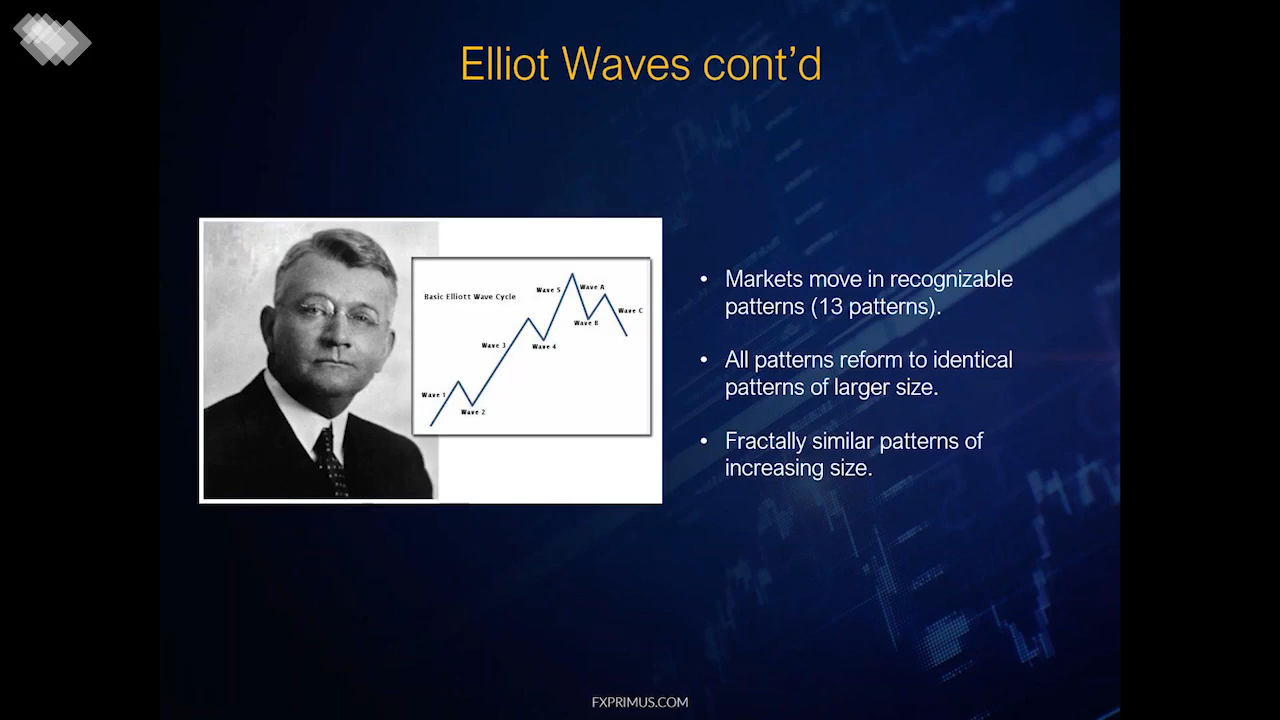 Elliot Waves cont’d
Basic Elliott Wave Cycle
Wave 5
Wave A
Wave C
Wave B
Wave 3
Wave 4
Wave 1
Wave 2
• Markets move in recognizable
patterns (13 patterns).
• All patterns reform to identical
patterns of larger size.
• Fractally similar patterns of
increasing size.
FXPRIMUS.COM